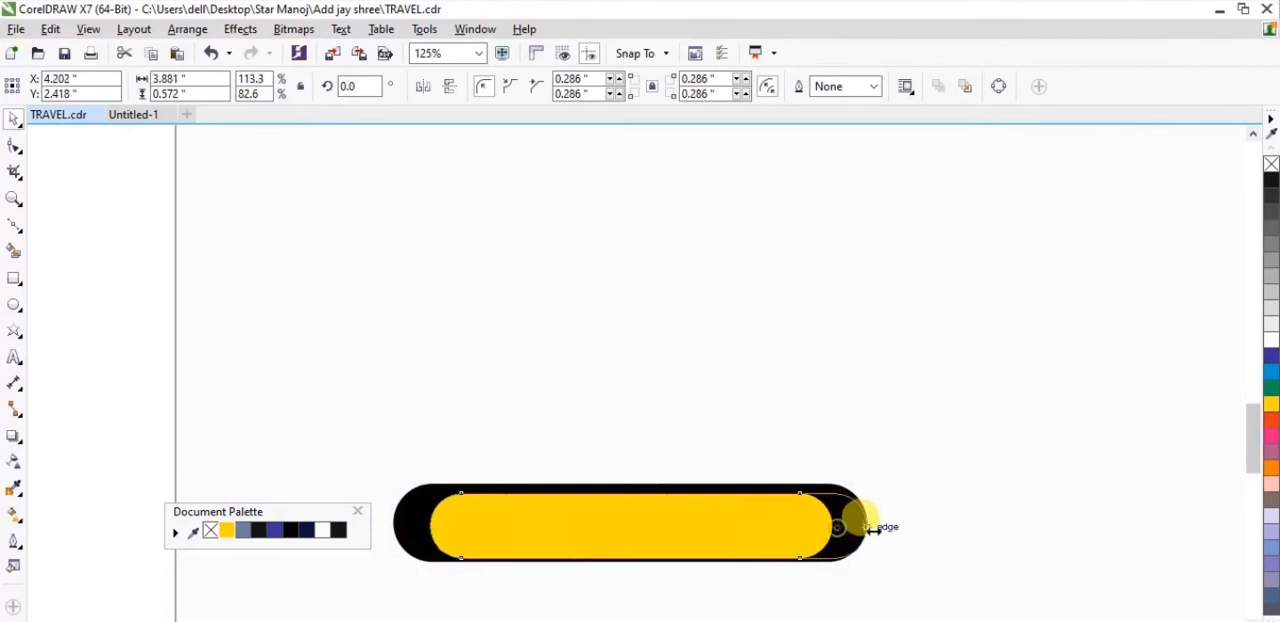 CorelDRAW X7 (64-Bit) - C:\Users\dell\Desktop\Star Manoj\Add jay shree\TRAVEL.cdr
File Edit View Layout Arrange Effects Bitmaps Text Table Tools Window Help
125% Snap To
X: 4.202 " 3.881 " 113.3 % 0.0 ° 0.286 " 0.286 " None
Y: 2.418 " 0.572 " 82.6 % 0.286 " 0.286 "
TRAVEL.cdr Untitled-1
Document Palette
edge